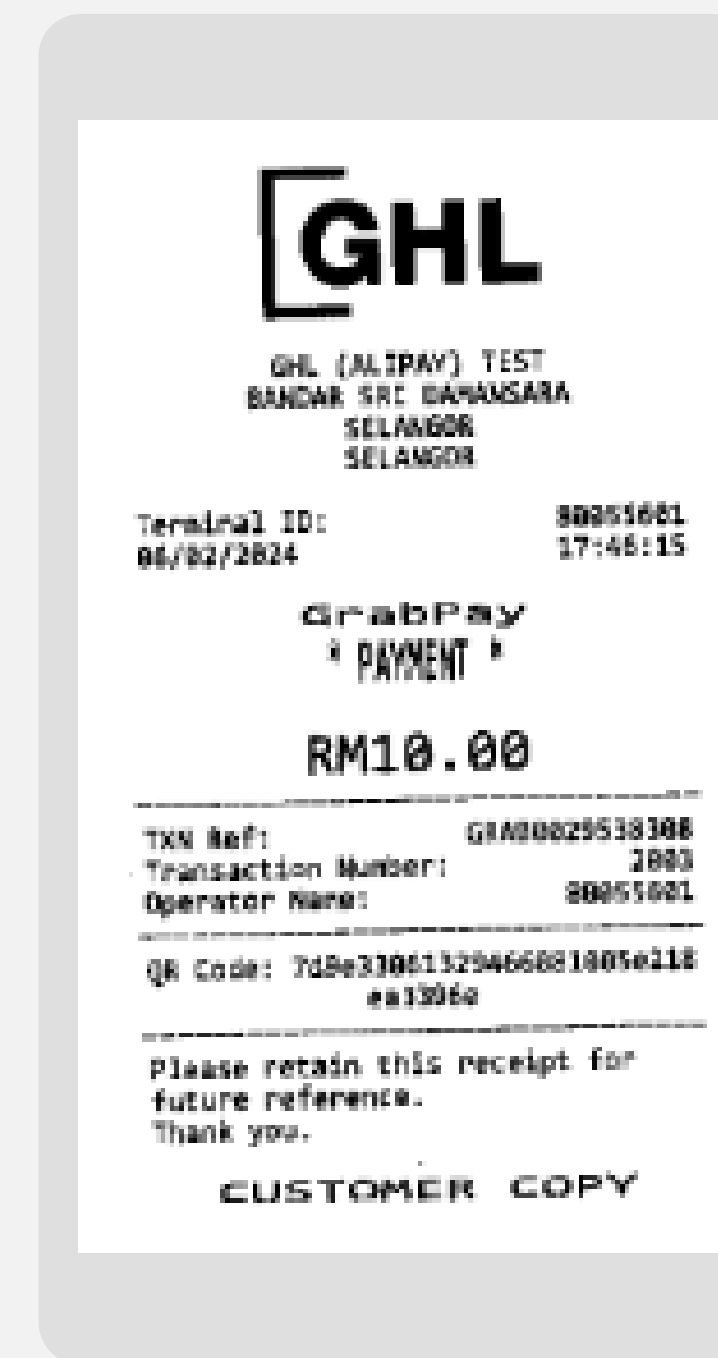 GHL
GHL (ALIPAY) TEST
BANDAR SRI DAMANSARA
SELANGOR
SELANGOR
Terminal ID:
06/02/2024 17:46:15
GrabPay
* PAYMENT *
RM10.00
TXN Ref:
Transaction Number: 2003
Operator Name:
QR Code:
Please retain this receipt for
future reference.
Thank you.
CUSTOMER COPY